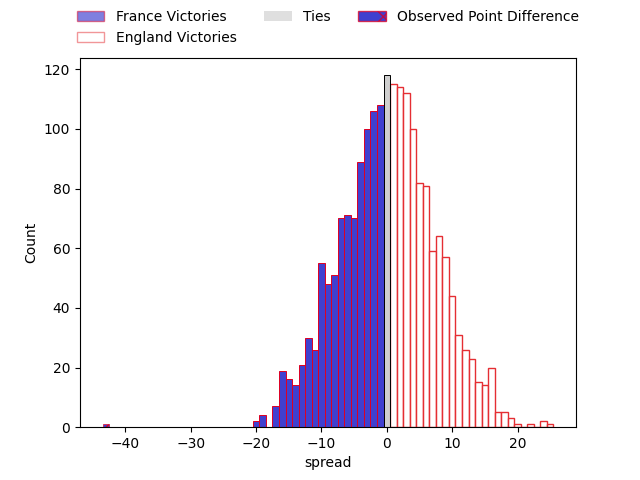 France Victories
England Victories
Ties
Observed Point Difference
120
100
80
60
40
20
0
Count
−40
−30
−20
−10
0
10
20
spread